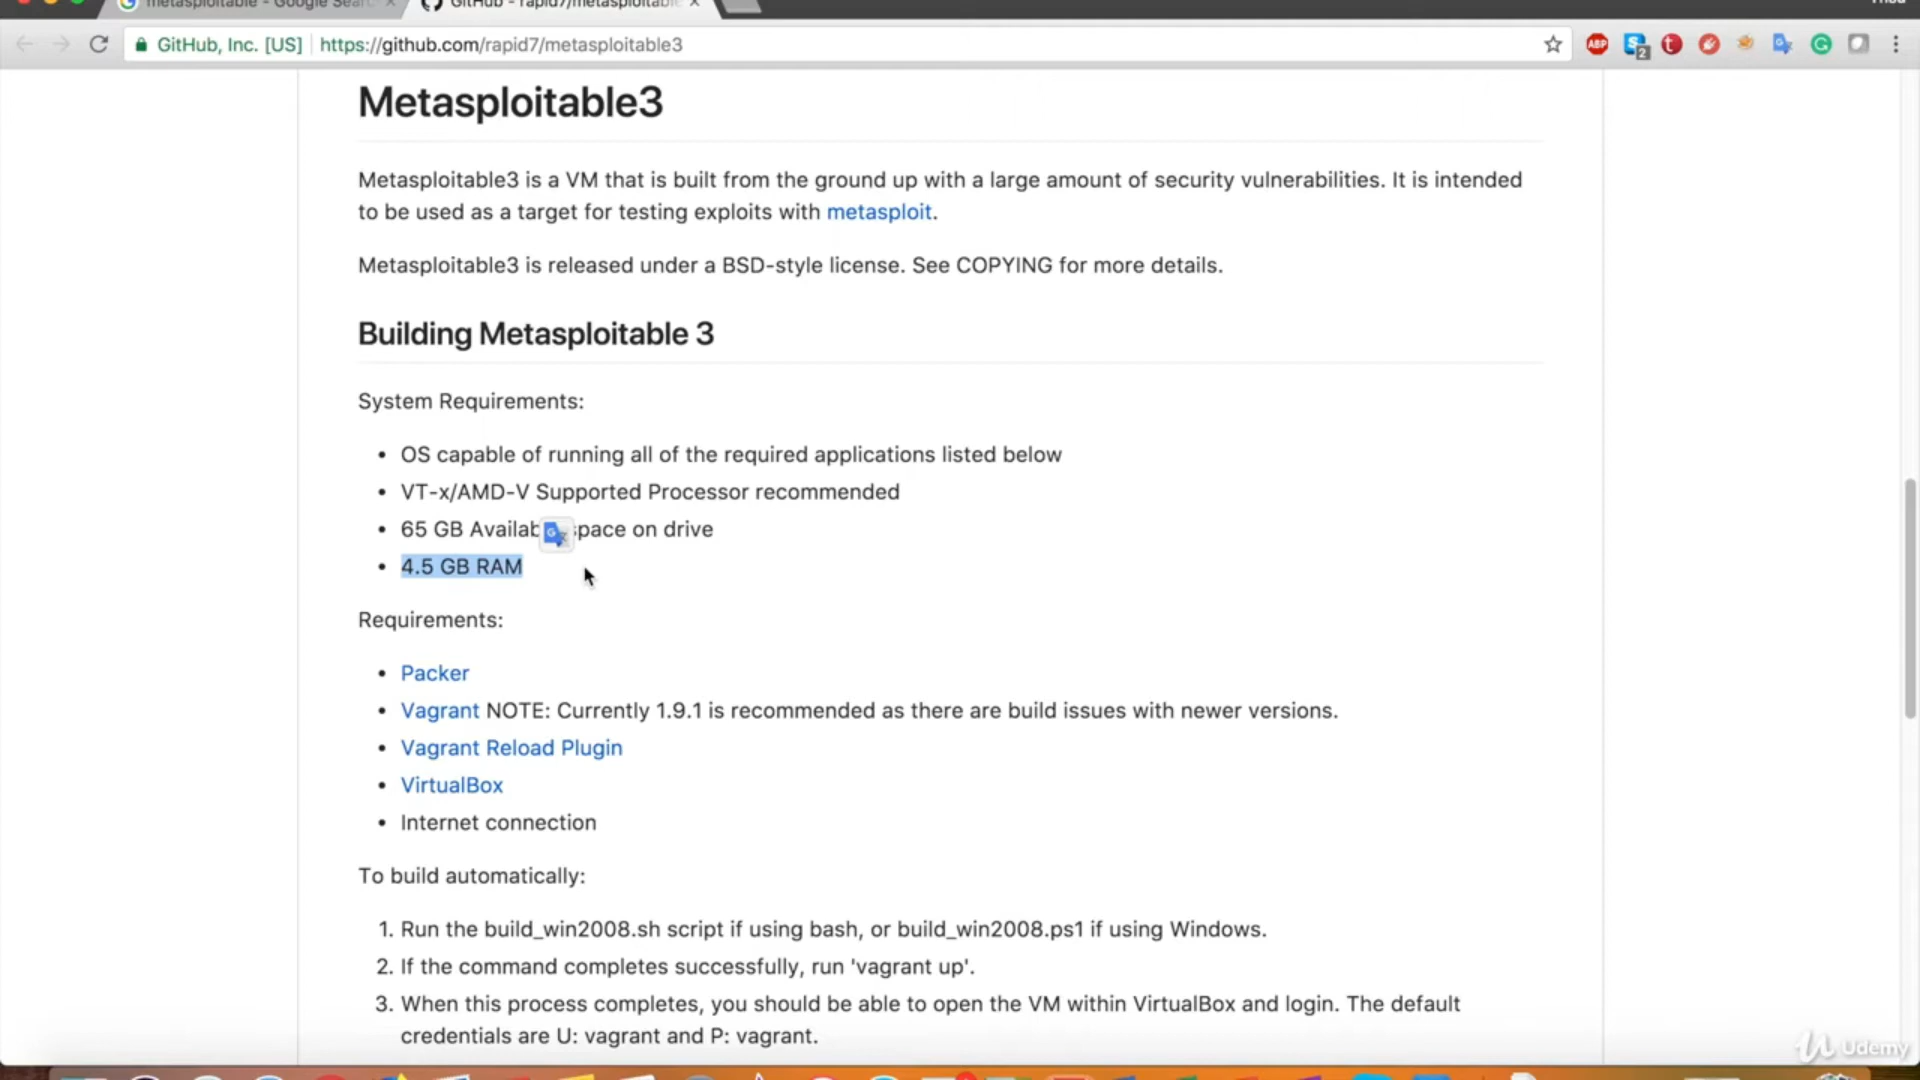 metasploitable - Google Sear
GitHub - rapid7/metasploitable
GitHub, Inc. [US]
https://github.com/rapid7/metasploitable3
ABP
2
Metasploitable3
Metasploitable3 is a VM that is built from the ground up with a large amount of security vulnerabilities. It is intended
to be used as a target for testing exploits with metasploit.
Metasploitable3 is released under a BSD-style license. See COPYING for more details.
Building Metasploitable 3
System Requirements:
• OS capable of running all of the required applications listed below
• VT-x/AMD-V Supported Processor recommended
• 65 GB Availab space on drive
• 4.5 GB RAM
Requirements:
• Packer
• Vagrant NOTE: Currently 1.9.1 is recommended as there are build issues with newer versions.
• Vagrant Reload Plugin
• VirtualBox
• Internet connection
To build automatically:
1. Run the build_win2008.sh script if using bash, or build_win2008.ps1 if using Windows.
2. If the command completes successfully, run 'vagrant up'.
3. When this process completes, you should be able to open the VM within VirtualBox and login. The default
credentials are U: vagrant and P: vagrant.
Udemy